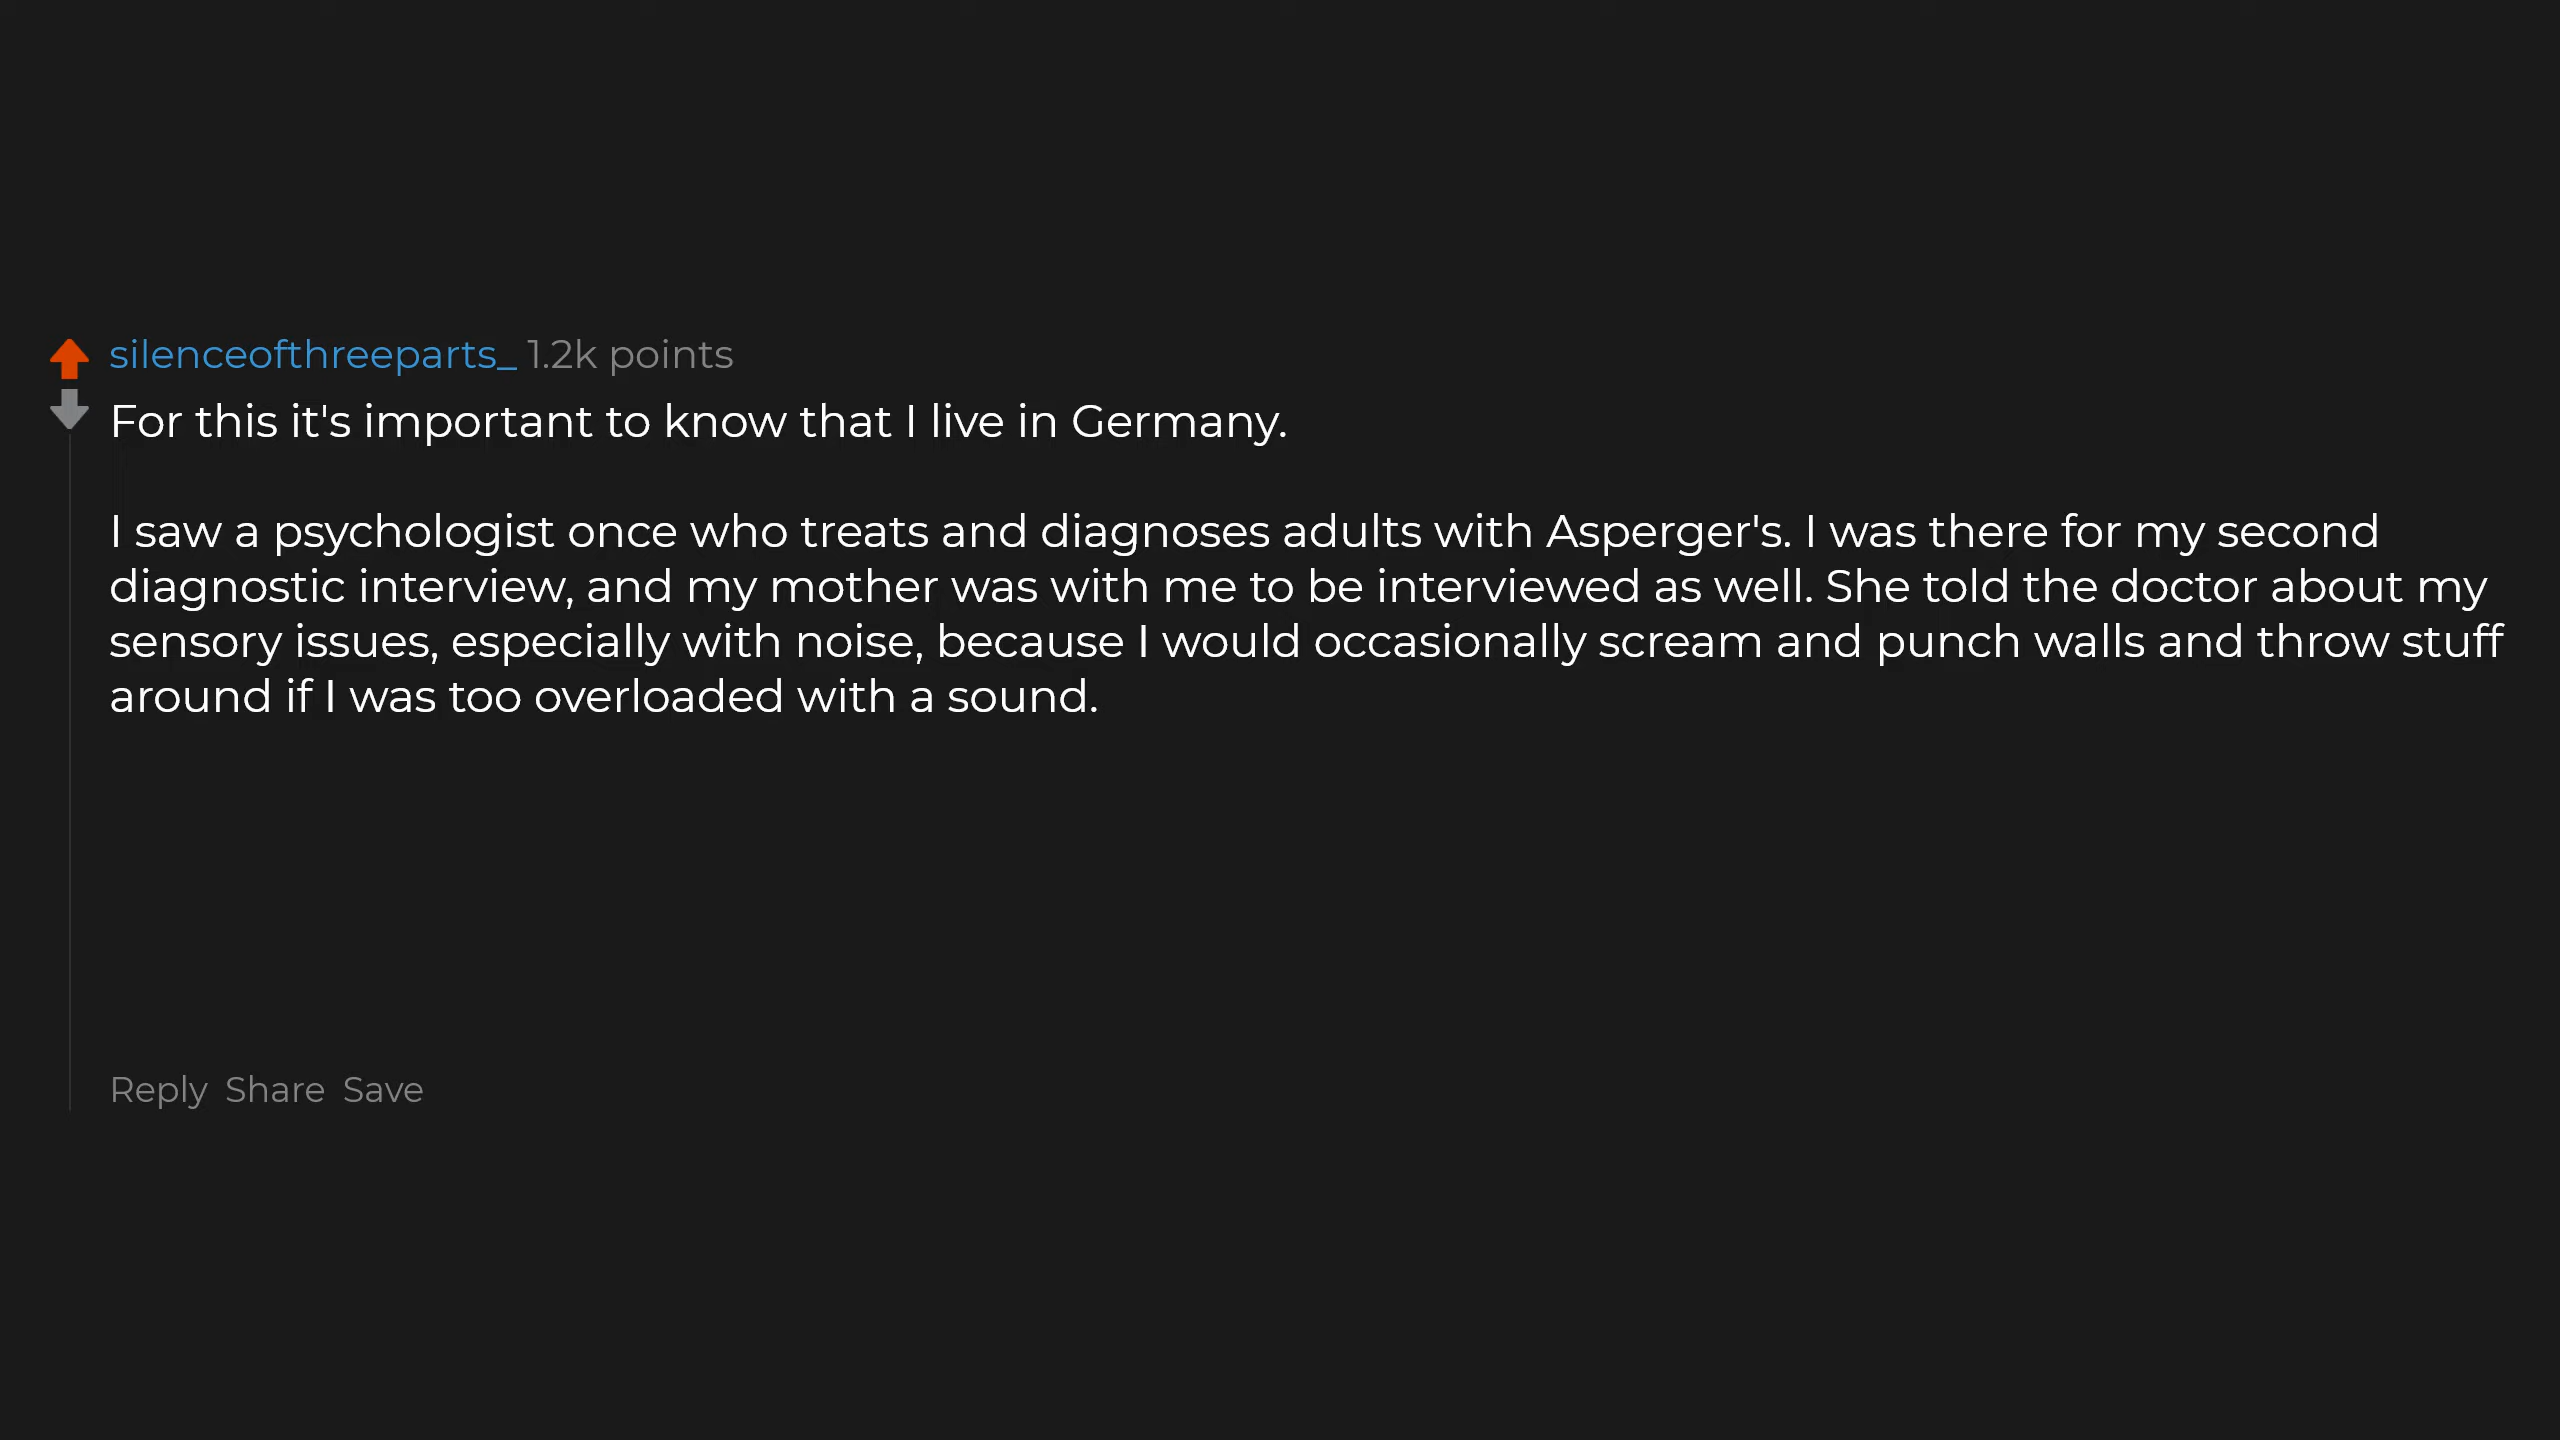 silenceofthreeparts_ 1.2k points
For this it's important to know that I live in Germany.
I saw a psychologist once who treats and diagnoses adults with Asperger's. I was there for my second
diagnostic interview, and my mother was with me to be interviewed as well. She told the doctor about my
sensory issues, especially with noise, because I would occasionally scream and punch walls and throw stuff
around if I was too overloaded with a sound.
Reply Share Save